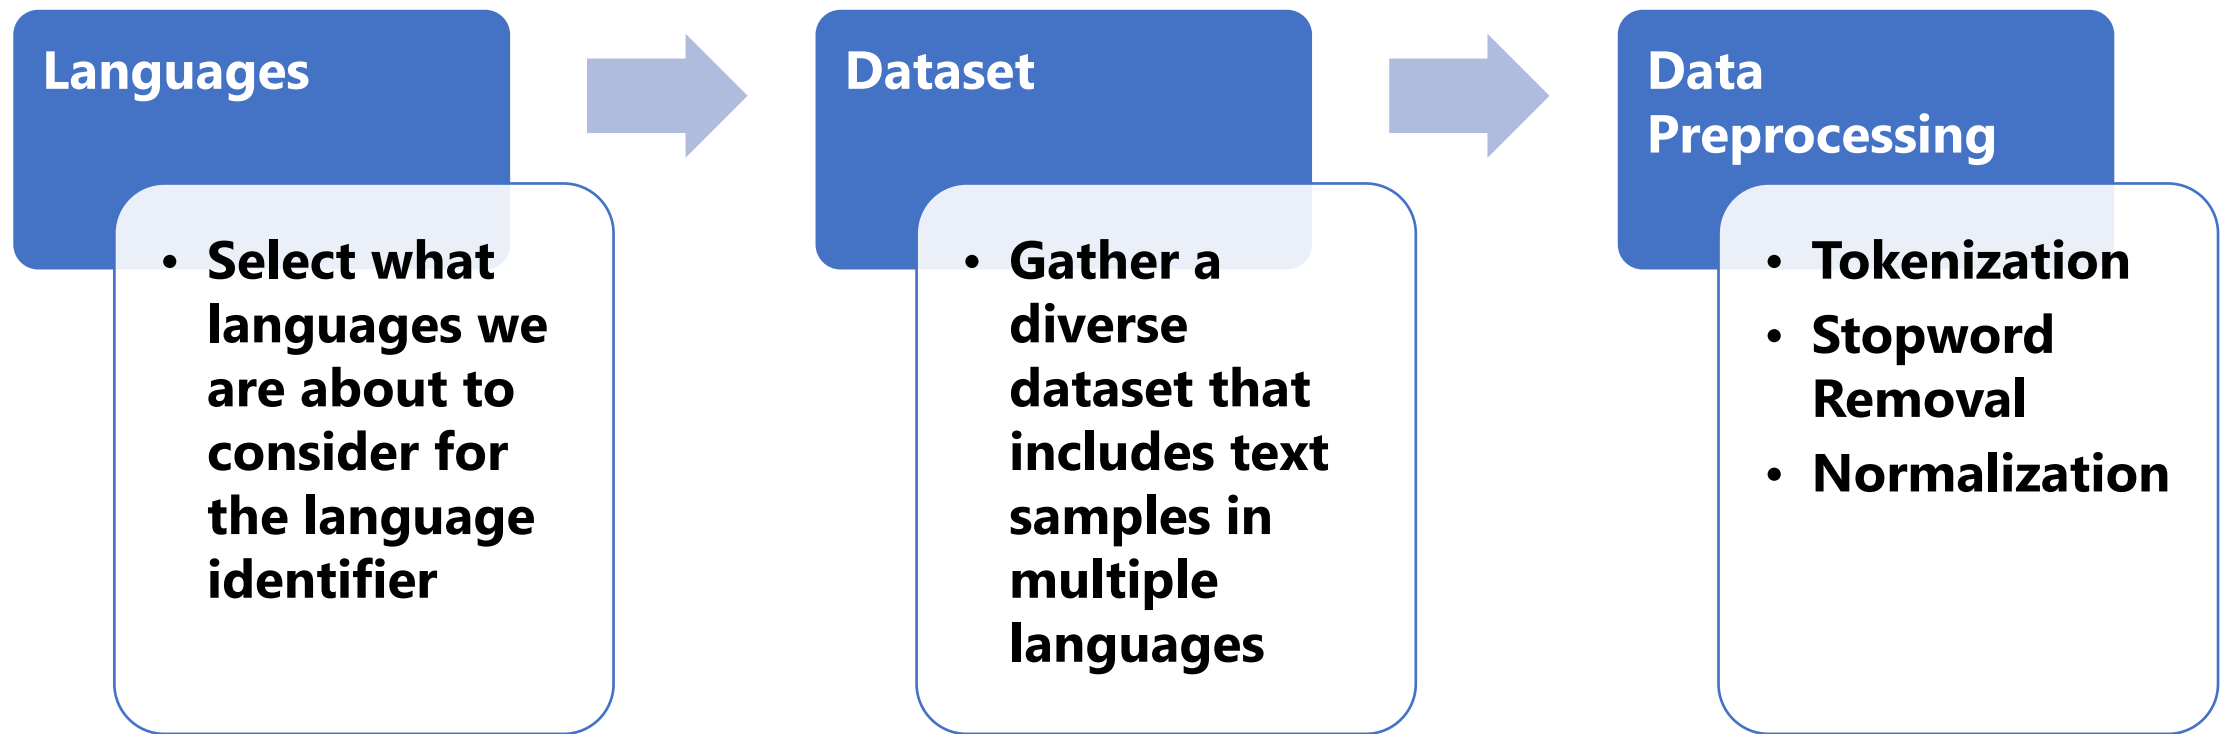 Languages
• Select what
languages we
are about to
consider for
the language
identifier
Dataset
• Gather a
diverse
dataset that
includes text
samples in
multiple
languages
Data
Preprocessing
• Tokenization
• Stopword
Removal
• Normalization